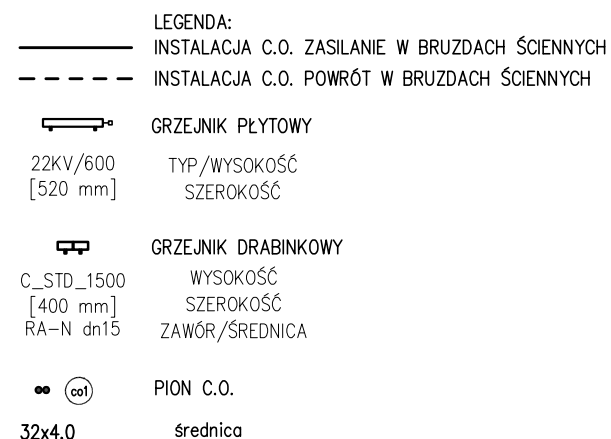 LEGENDA:
INSTALACJA C.O. ZASILANIE W BRUZDACH ŚCIENNYCH
INSTALACJA C.O. POWRÓT W BRUZDACH ŚCIENNYCH
GRZEJNIK PŁYTOWY
22KV/600 TYP/WYSOKOŚĆ
[520 mm] SZEROKOŚĆ
GRZEJNIK DRABINKOWY
C_STD_1500 WYSOKOŚĆ
[400 mm] SZEROKOŚĆ
RA-N dn15 ZAWÓR/ŚREDNICA
co1 PION C.O.
32x4.0 średnica